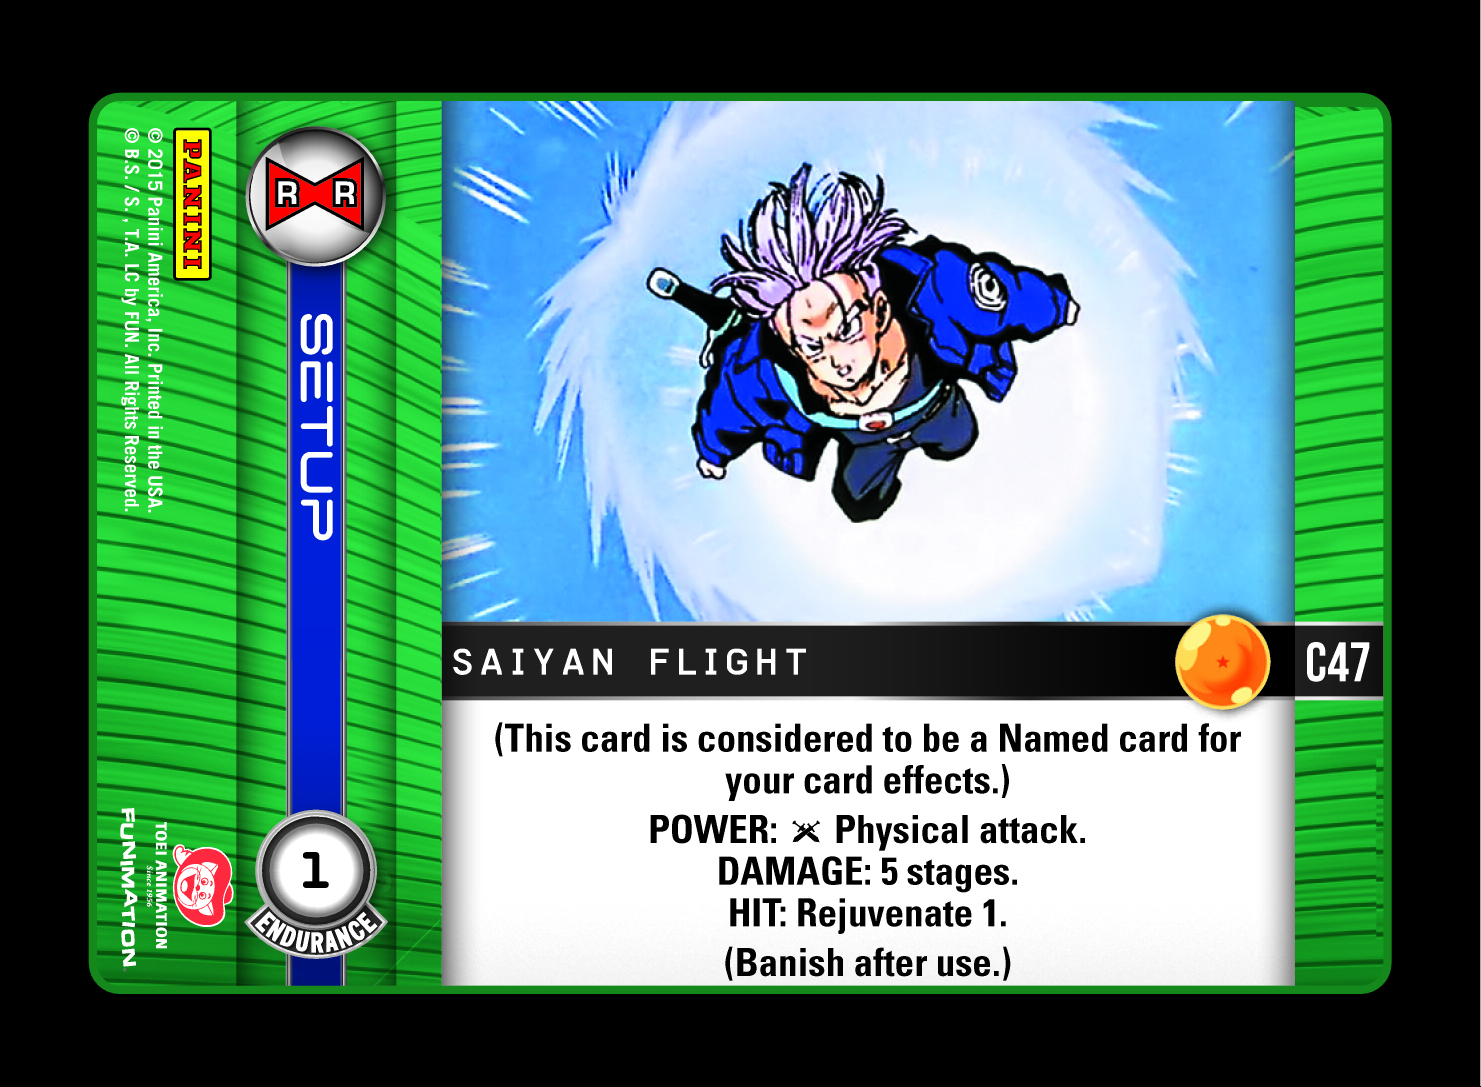 PANINI
© 2015 Panini America, Inc. Printed in the USA.
© B.S. / S. , T.A. LC by FUN. All Rights Reserved.
R R
SETUP
SAIYAN FLIGHT
C47
(This card is considered to be a Named card for
your card effects.)
POWER: Physical attack.
DAMAGE: 5 stages.
HIT: Rejuvenate 1.
(Banish after use.)
1
ENDURANCE
TOEI ANIMATION
Since 1956
FUNIMATION